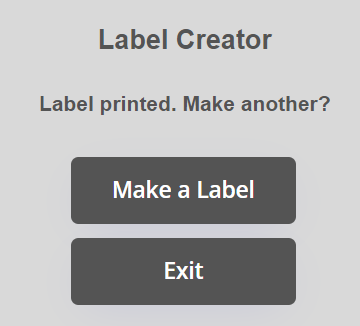 Label Creator
Label printed. Make another?
Make a Label
Exit